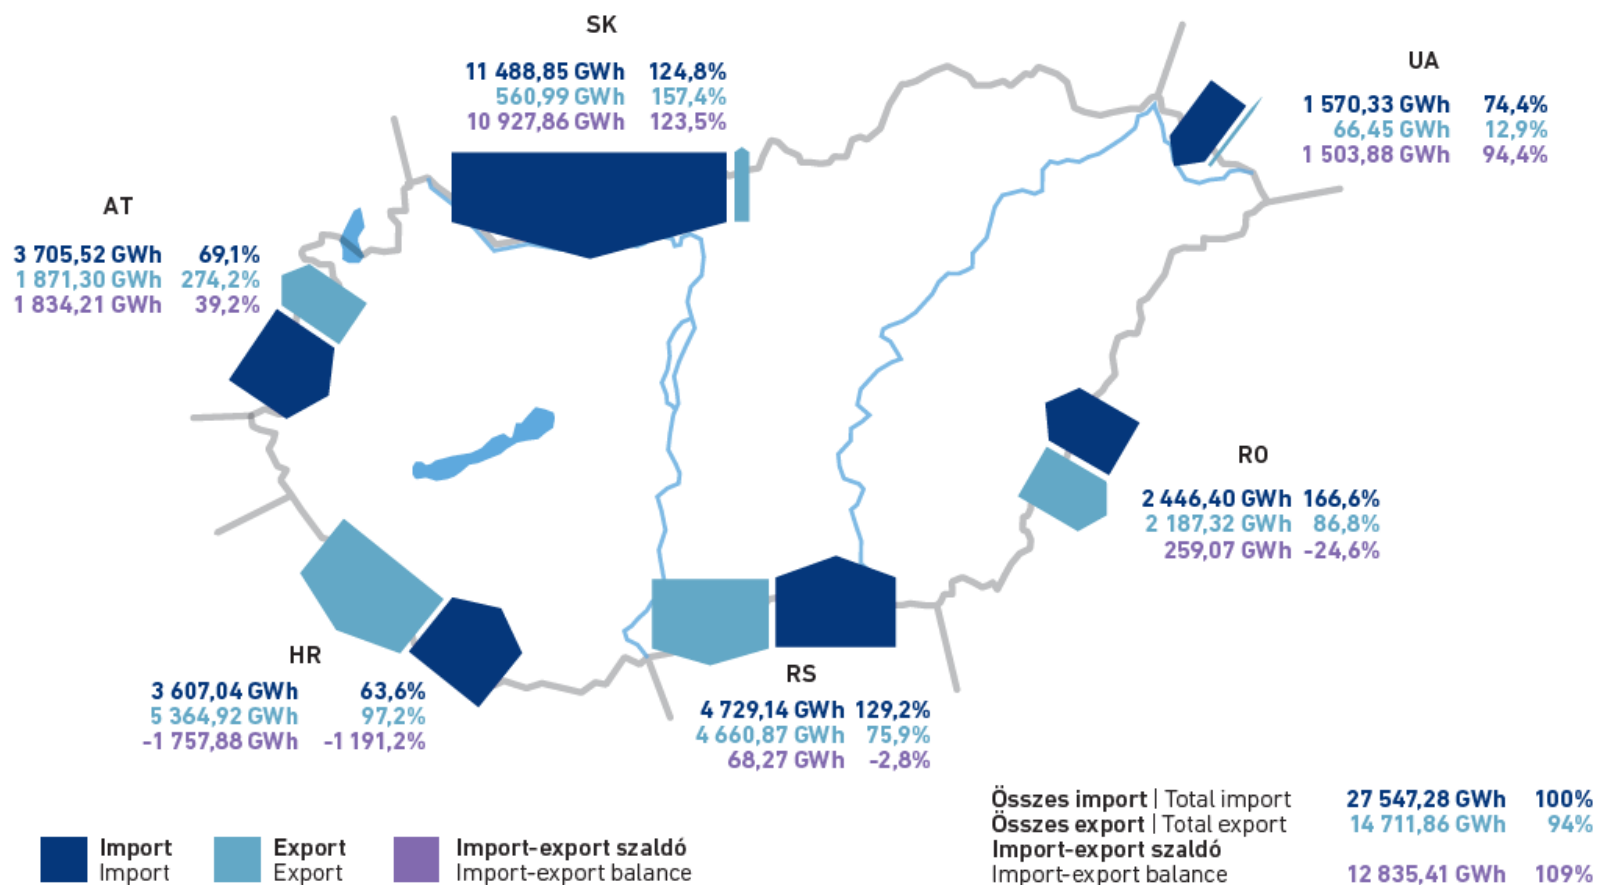 SK
11 488,85 GWh 124,8%
560,99 GWh 157,4%
10 927,86 GWh 123,5%
UA
1 570,33 GWh 74,4%
66,45 GWh 12,9%
1 503,88 GWh 94,4%
AT
3 705,52 GWh 69,1%
1 871,30 GWh 274,2%
1 834,21 GWh 39,2%
RO
2 446,40 GWh 166,6%
2 187,32 GWh 86,8%
259,07 GWh -24,6%
HR
3 607,04 GWh 63,6%
5 364,92 GWh 97,2%
-1 757,88 GWh -1 191,2%
RS
4 729,14 GWh 129,2%
4 660,87 GWh 75,9%
68,27 GWh -2,8%
Összes import | Total import 27 547,28 GWh 100%
Összes export | Total export 14 711,86 GWh 94%
Import-export szaldó
Import-export balance 12 835,41 GWh 109%
Import
Import
Export
Export
Import-export szaldó
Import-export balance